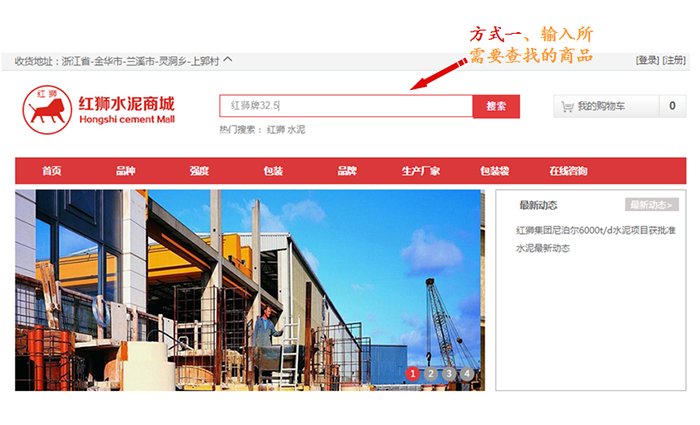 方式一、输入所
需要查找的商品
收货地址：浙江省-金华市-兰溪市-灵洞乡-上郭村
[登录] [注册]
红狮
红狮水泥商城
Hongshi cement Mall
红狮牌32.5
搜索
我的购物车
0
热门搜索： 红狮 水泥
首页 品种 强度 包装 品牌 生产厂家 包装袋 在线咨询
最新动态
最新动态>
红狮集团尼泊尔6000t/d水泥项目获批准
水泥最新动态
1 2 3 4